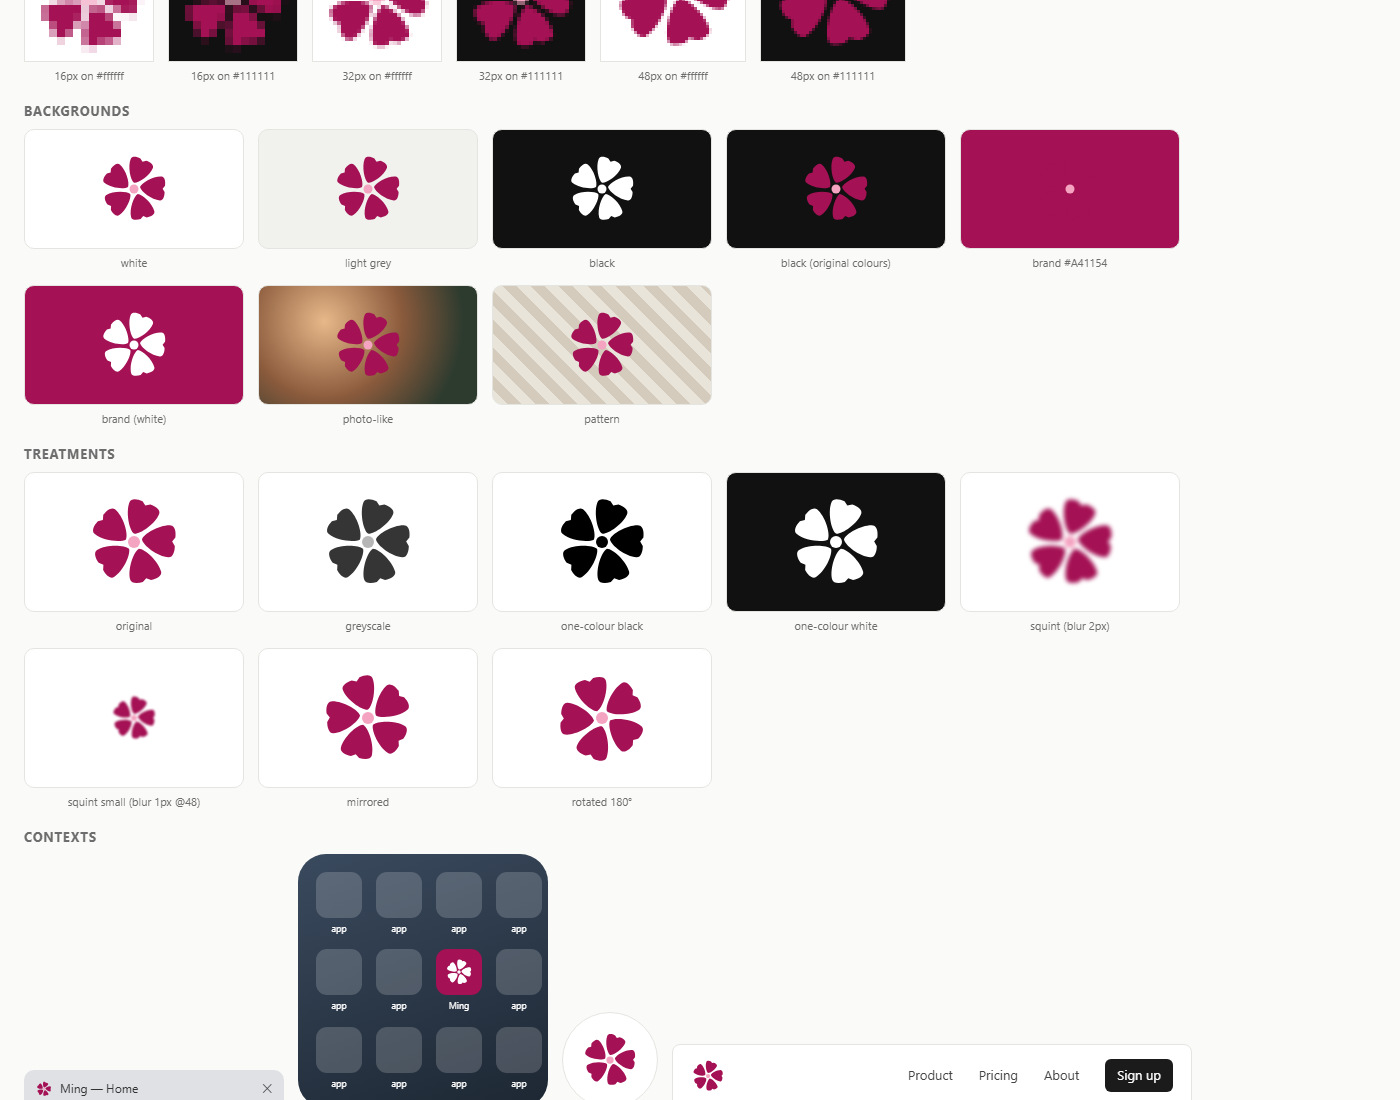 16px on #ffffff
16px on #111111
32px on #ffffff
32px on #111111
48px on #ffffff
48px on #111111
BACKGROUNDS
white
light grey
black
black (original colours)
brand #A41154
brand (white)
photo-like
pattern
TREATMENTS
original
greyscale
one-colour black
one-colour white
squint (blur 2px)
squint small (blur 1px @48)
mirrored
rotated 180°
CONTEXTS
app
app
app
app
app
app
Ming
app
app
app
app
app
Ming — Home
Product
Pricing
About
Sign up